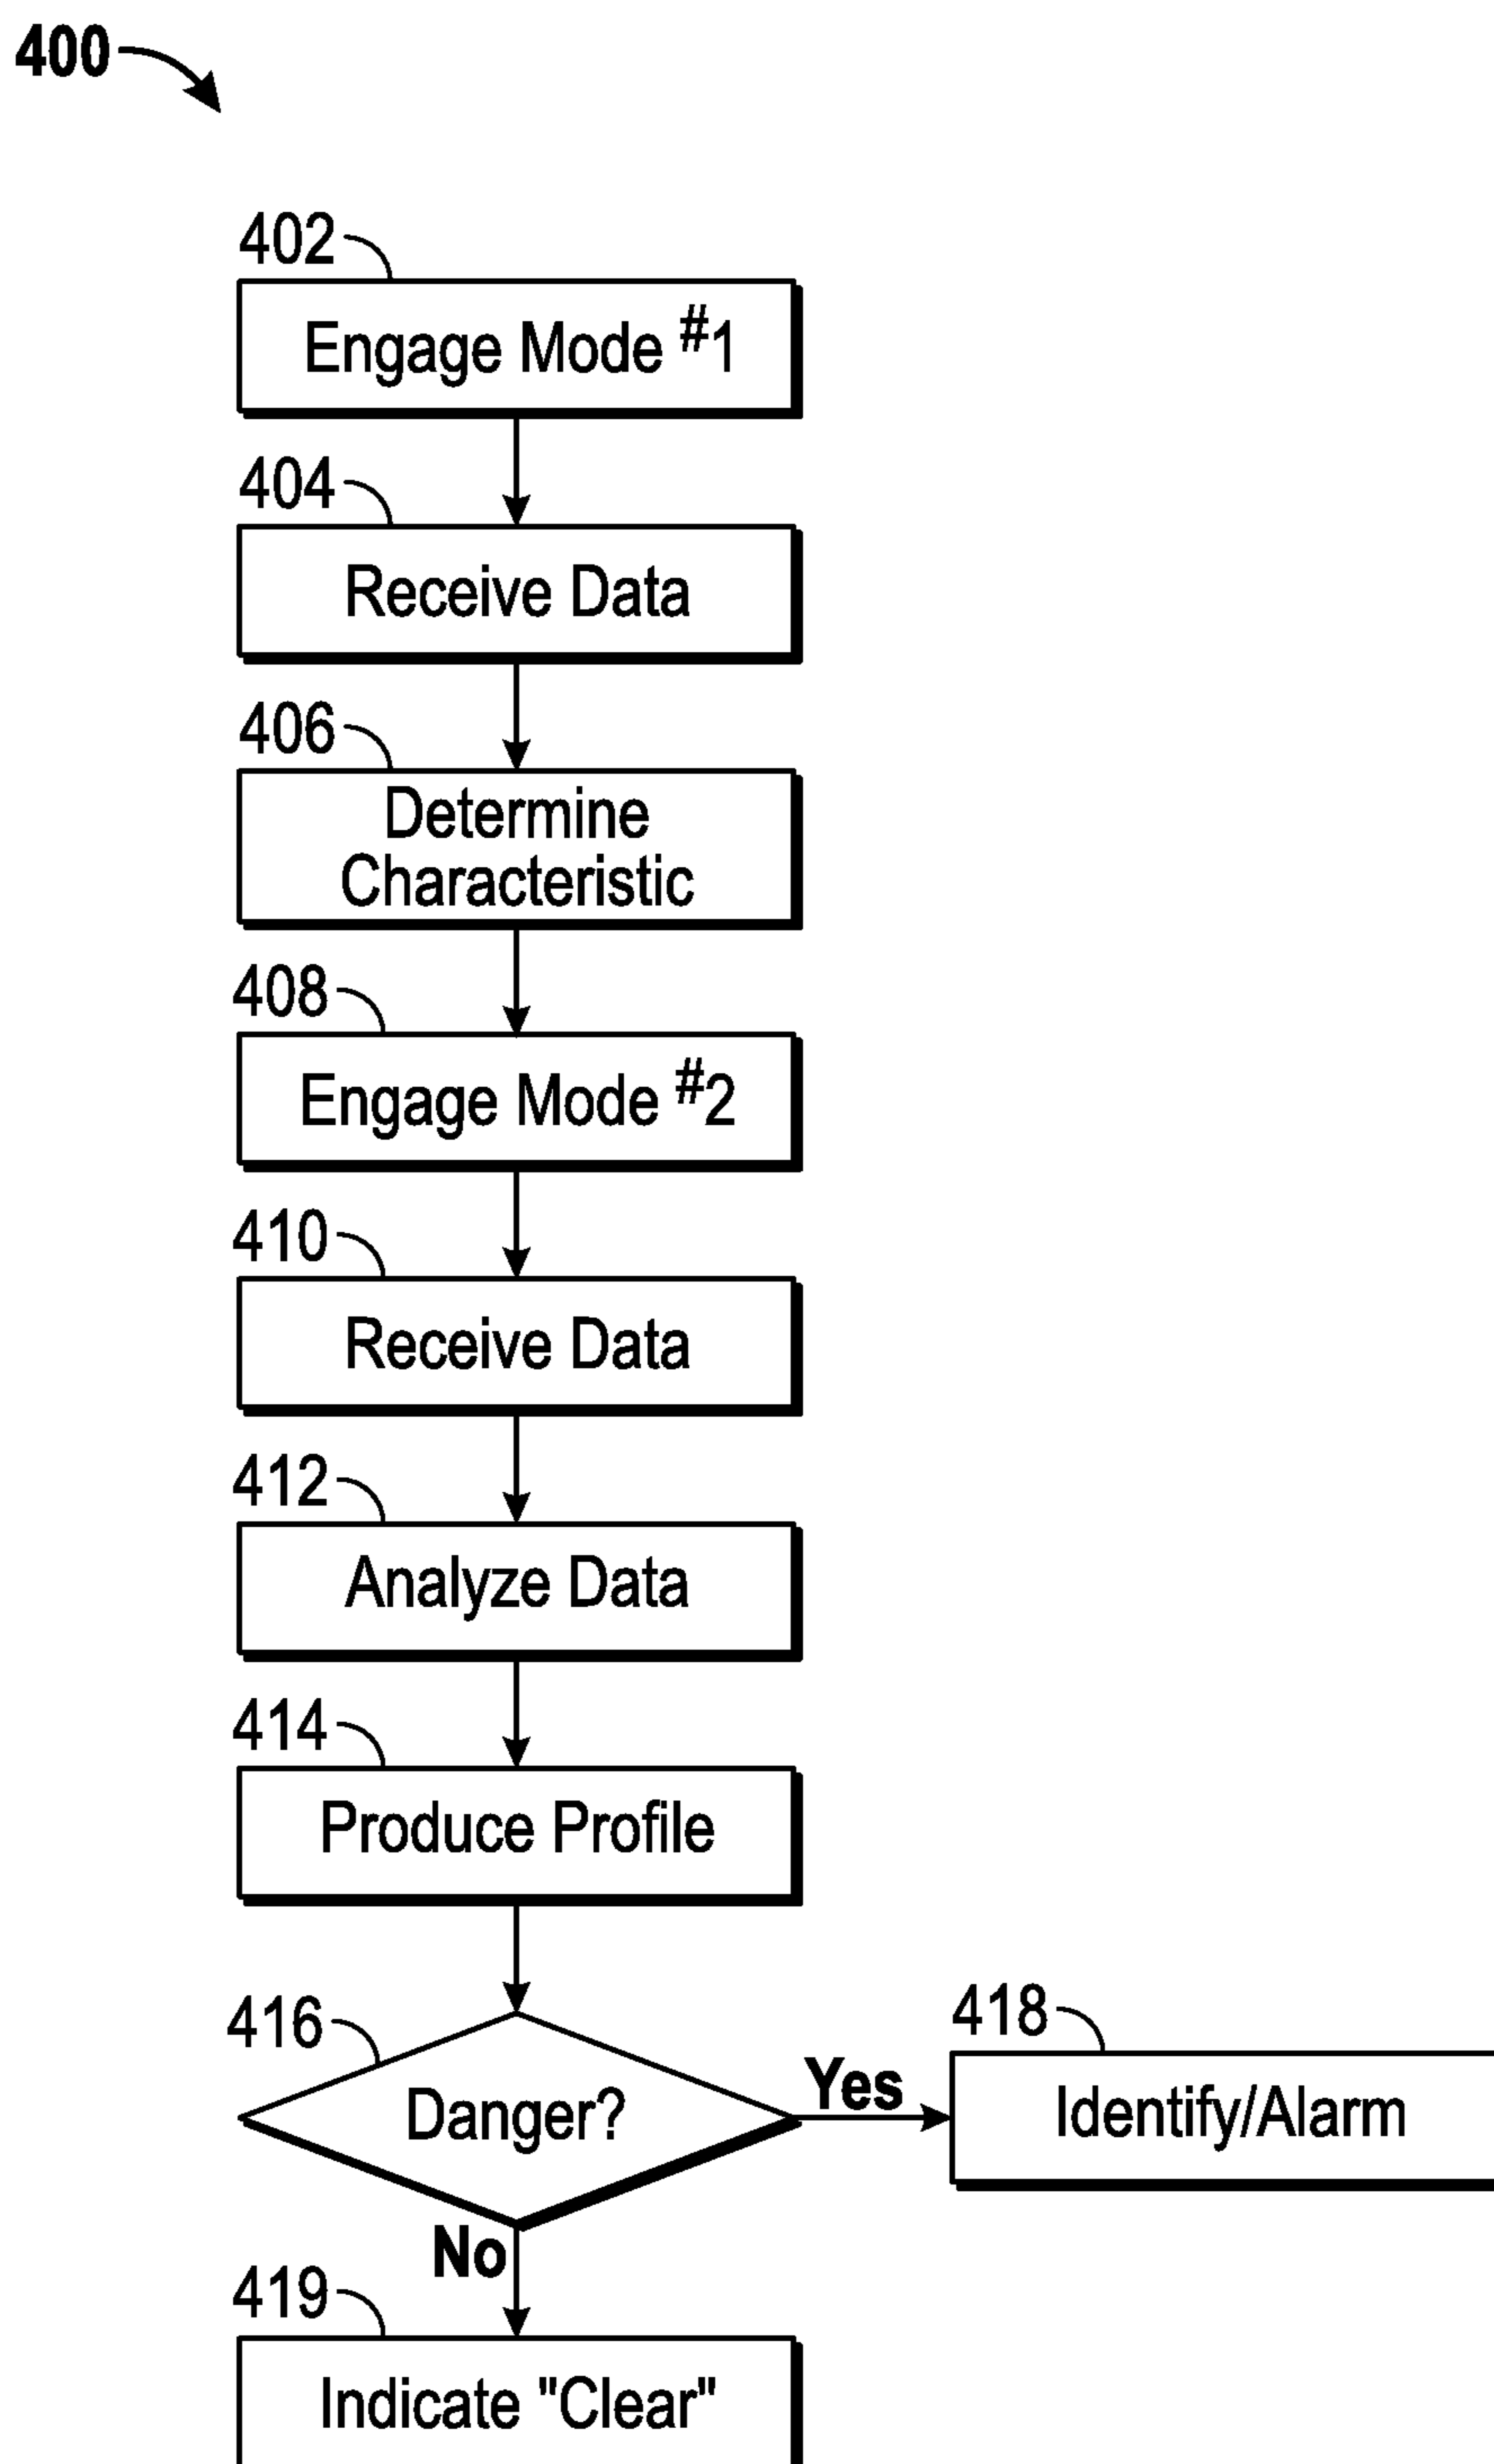 400
402
Engage Mode #1
404
Receive Data
406
Determine
Characteristic
408
Engage Mode #2
410
Receive Data
412
Analyze Data
414
Produce Profile
416
Danger?
Yes
418
Identify/Alarm
No
419
Indicate "Clear"